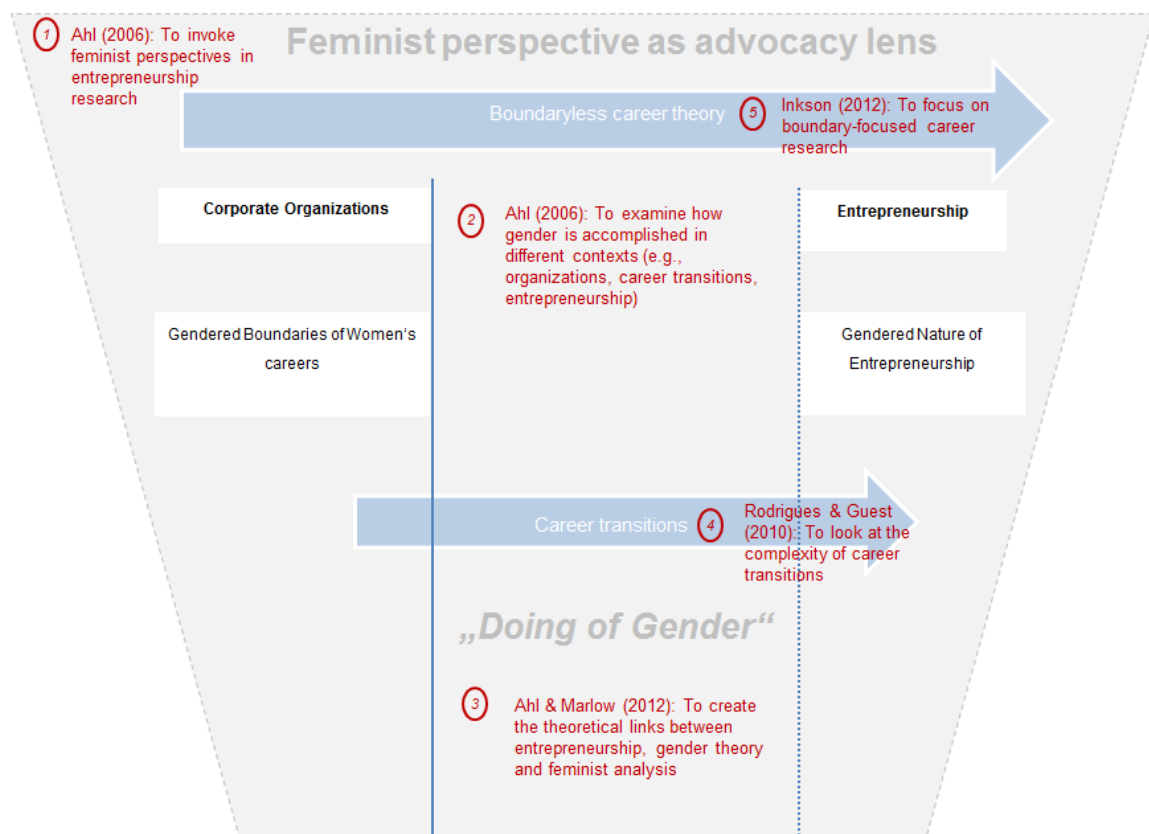 1 Ahl (2006): To invoke
feminist perspectives in
entrepreneurship
research
Feminist perspective as advocacy lens
Boundaryless career theory
5 Inkson (2012): To focus on
boundary-focused career
research
Corporate Organizations
2 Ahl (2006): To examine how
gender is accomplished in
different contexts (e.g.,
organizations, career transitions,
entrepreneurship)
Entrepreneurship
Gendered Boundaries of Women‘s
careers
Gendered Nature of
Entrepreneurship
Career transitions
4 Rodrigues & Guest
(2010): To look at the
complexity of career
transitions
„Doing of Gender“
3 Ahl & Marlow (2012): To create
the theoretical links between
entrepreneurship, gender theory
and feminist analysis